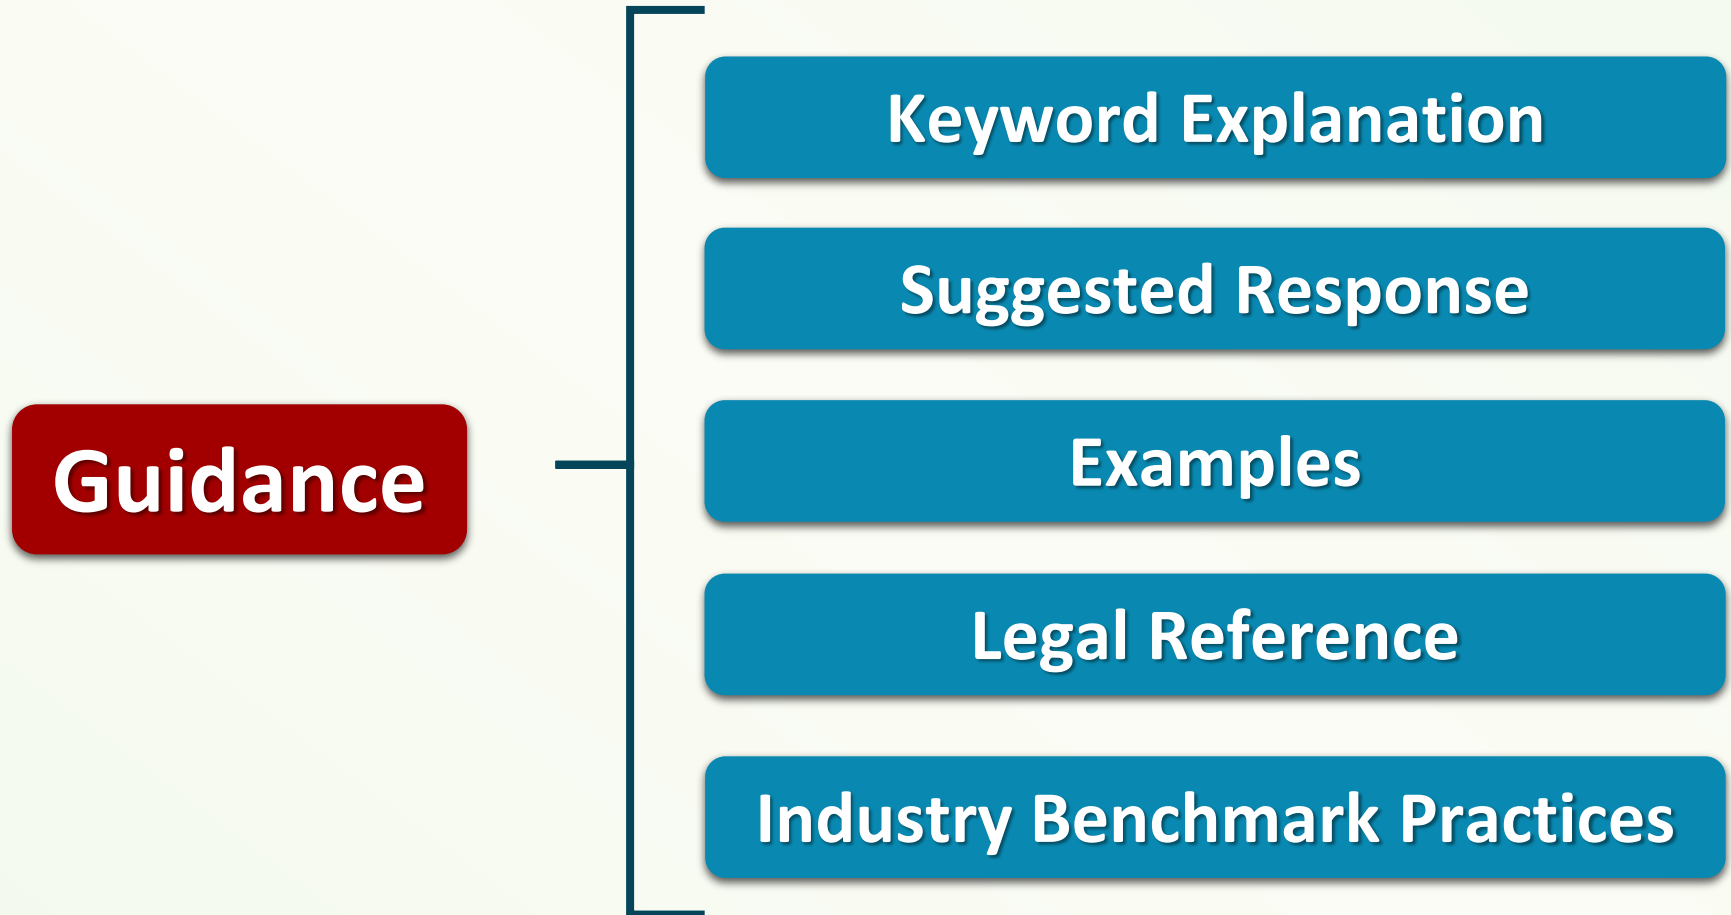 Guidance
Keyword Explanation
Suggested Response
Examples
Legal Reference
Industry Benchmark Practices